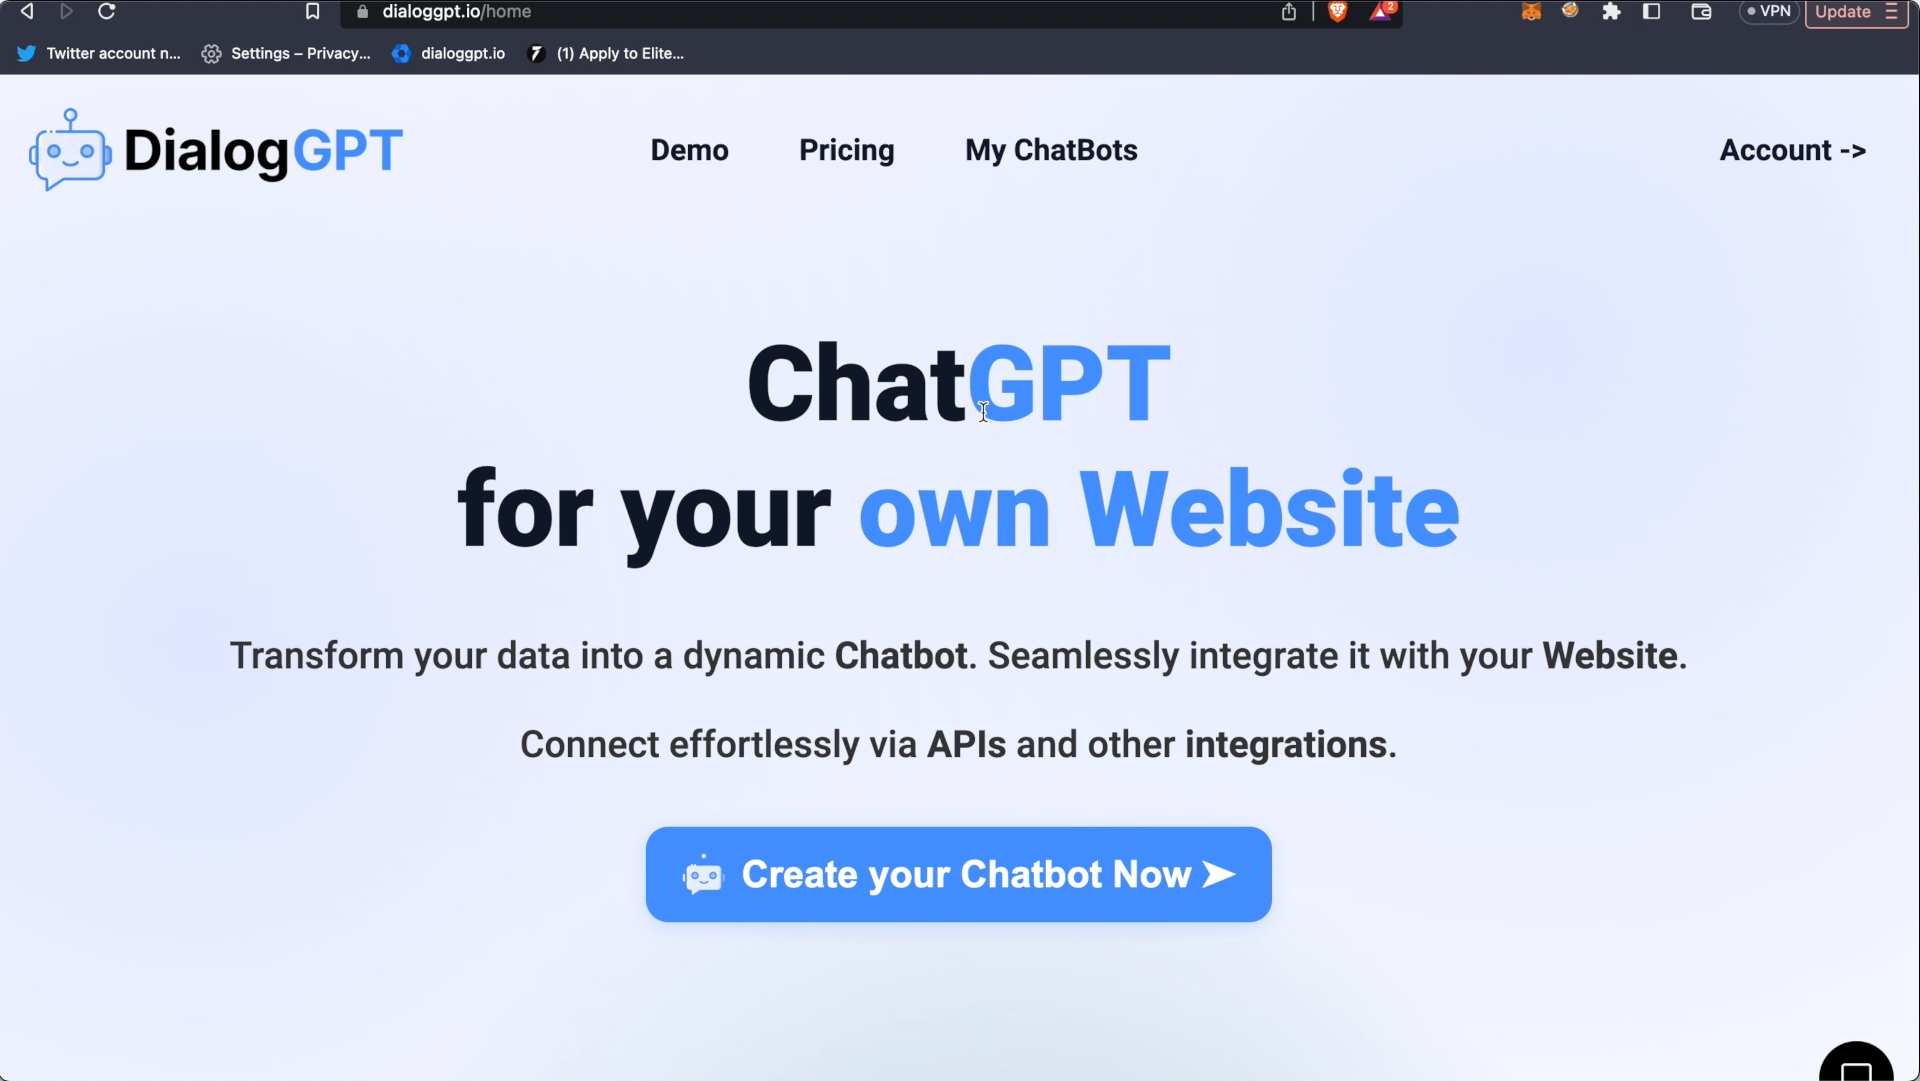 dialoggpt.io/home
2
VPN
Update
Twitter account n...
Settings – Privacy...
dialoggpt.io
(1) Apply to Elite...
DialogGPT
Demo
Pricing
My ChatBots
Account ->
ChatGPT
for your own Website
Transform your data into a dynamic Chatbot. Seamlessly integrate it with your Website.
Connect effortlessly via APIs and other integrations.
Create your Chatbot Now ➤